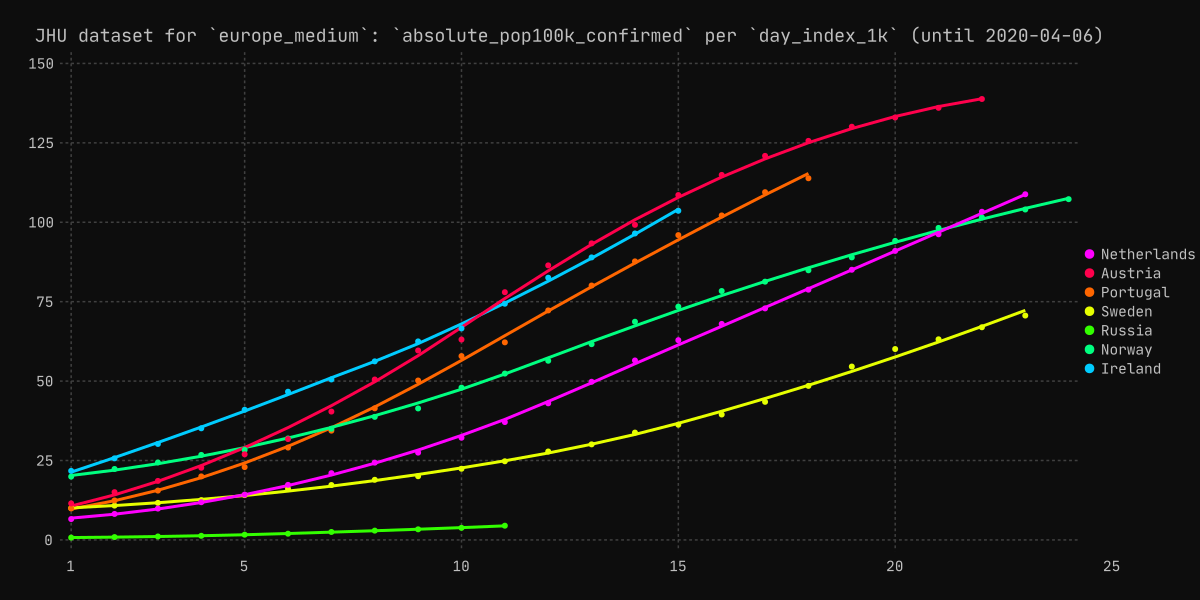 JHU dataset for `europe_medium`: `absolute_pop100k_confirmed` per `day_index_1k` (until 2020-04-06)
150
125
100
75
50
25
0
1 5 10 15 20 25
Netherlands
Austria
Portugal
Sweden
Russia
Norway
Ireland